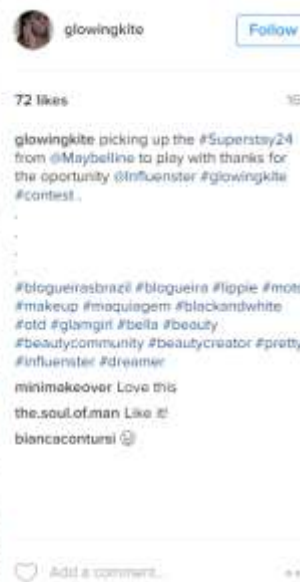 glowingkite
Follow
72 likes
glowingkite picking up the #Superstay24
from @Maybelline to play with thanks for
the oportunity @Influenster #glowingkite
#contest .
.
.
.
.
#blogueirasbrazil #blogueira #lippie #mots
#makeup #maquiagem #blackandwhite
#otd #glamgirl #bella #beauty
#beautycommunity #beautycreator #pretty
#influenster #dreamer
minimakeover Love this
the.soul.of.man Like it!
biancacontursi 😍
Add a comment...